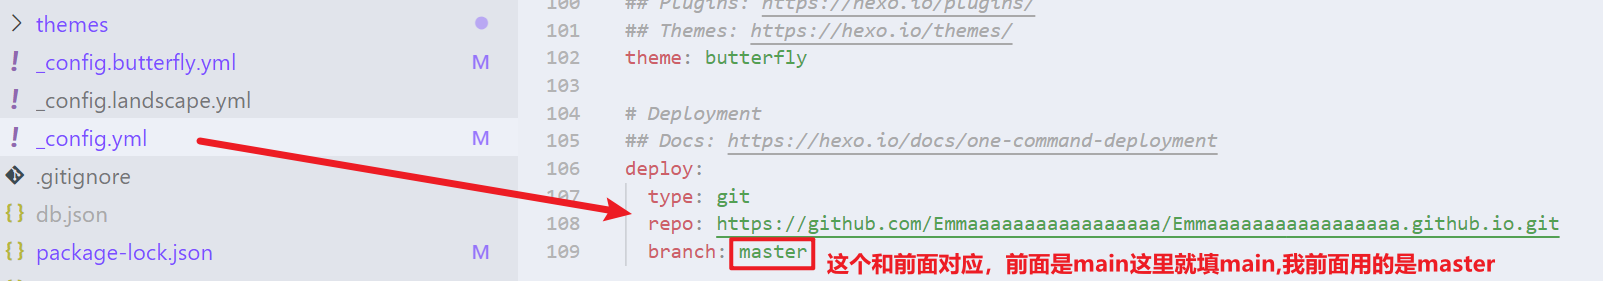 themes
_config.butterfly.yml M
_config.landscape.yml
_config.yml M
.gitignore
db.json
package-lock.json M
100 ## Plugins: https://hexo.io/plugins/
101 ## Themes: https://hexo.io/themes/
102 theme: butterfly
103
104 # Deployment
105 ## Docs: https://hexo.io/docs/one-command-deployment
106 deploy:
107 type: git
108 repo: https://github.com/Emmaaaaaaaaaaaaaaaaa/Emmaaaaaaaaaaaaaaaaa.github.io.git
109 branch: master
这个和前面对应，前面是main这里就填main,我前面用的是master